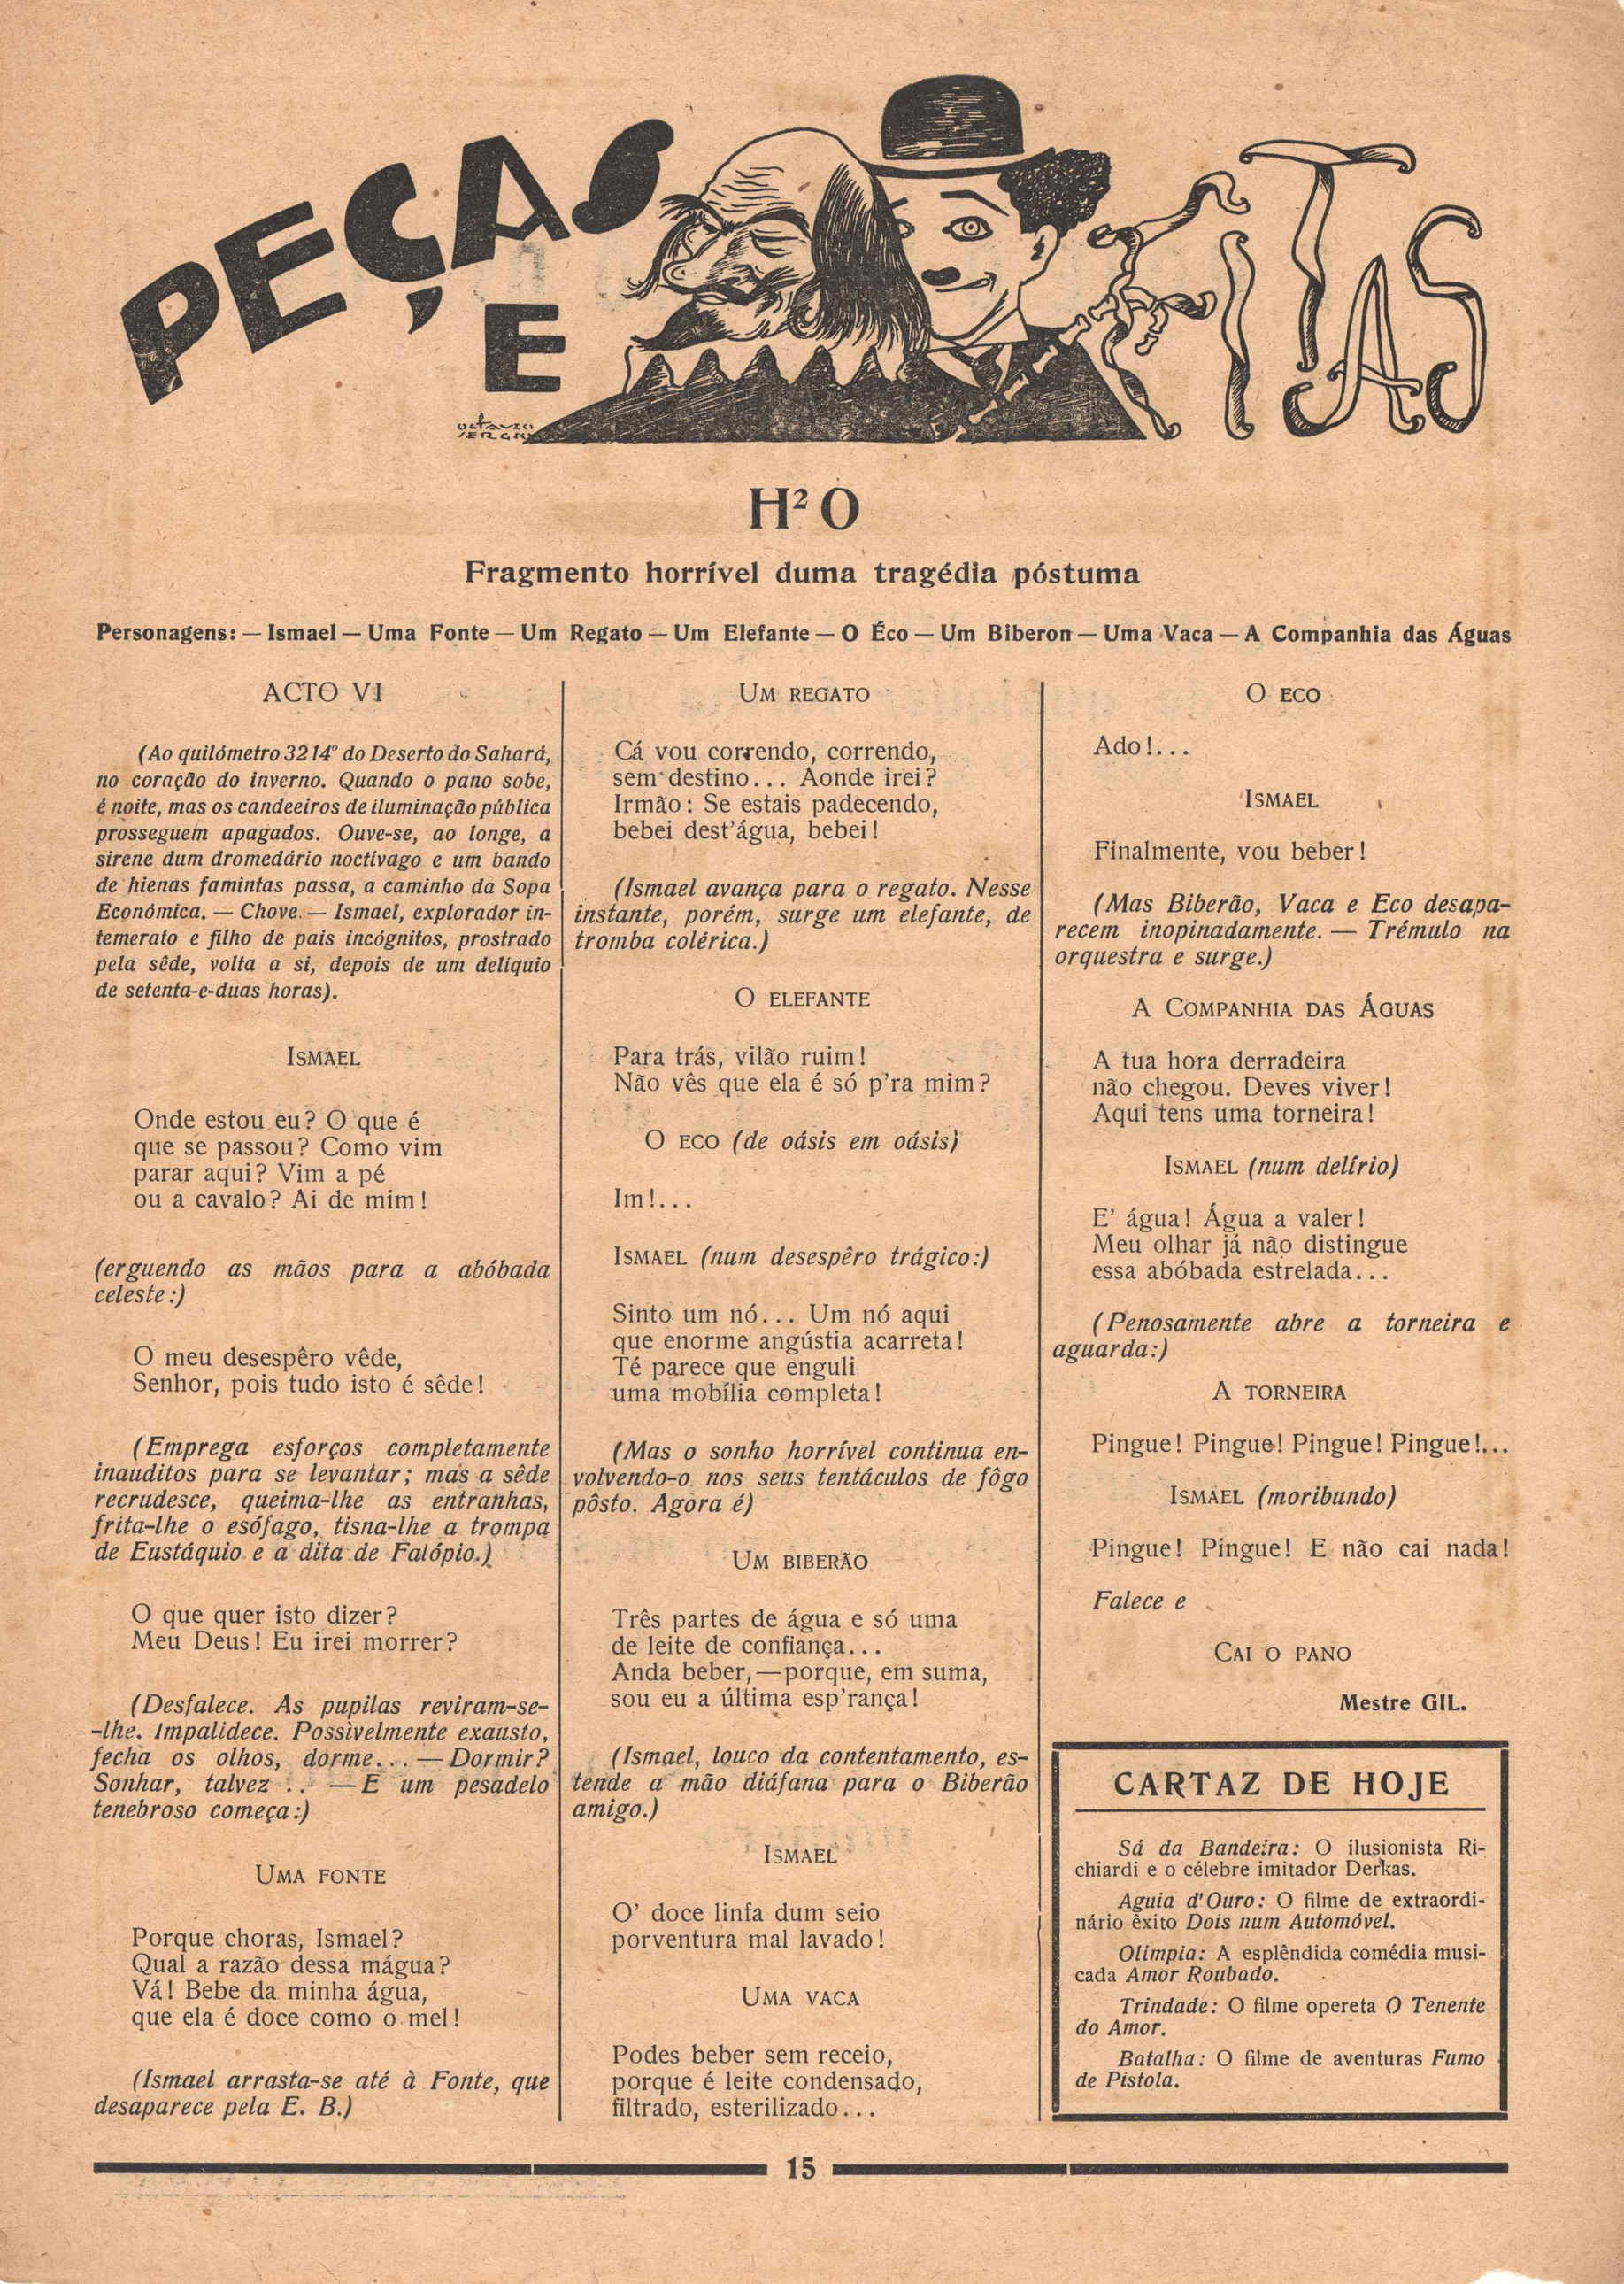 PEÇAS
E
FITAS
OCTAVIO
SERGIO
H² O
Fragmento horrível duma tragédia póstuma
Personagens: — Ismael — Uma Fonte — Um Regato — Um Elefante — O Éco — Um Biberon — Uma Vaca — A Companhia das Águas
ACTO VI
(Ao quilómetro 3214º do Deserto do Sahará,
no coração do inverno. Quando o pano sobe,
é noite, mas os candeeiros de iluminação pública
prosseguem apagados. Ouve-se, ao longe, a
sirene dum dromedário noctívago e um bando
de hienas famintas passa, a caminho da Sopa
Económica. — Chove. — Ismael, explorador in-
temerato e filho de pais incógnitos, prostrado
pela sêde, volta a si, depois de um deliquio
de setenta-e-duas horas).
ISMAEL
Onde estou eu? O que é
que se passou? Como vim
parar aqui? Vim a pé
ou a cavalo? Ai de mim!
(erguendo as mãos para a abóbada
celeste:)
O meu desespêro vêde,
Senhor, pois tudo isto é sêde!
(Emprega esforços completamente
inauditos para se levantar; mas a sêde
recrudesce, queima-lhe as entranhas,
frita-lhe o esófago, tisna-lhe a trompa
de Eustáquio e a dita de Falópio.)
O que quer isto dizer?
Meu Deus! Eu irei morrer?
(Desfalece. As pupilas reviram-se-
-lhe. Impalidece. Possivelmente exausto,
fecha os olhos, dorme... — Dormir?
Sonhar, talvez .. — E um pesadelo
tenebroso começa:)
UMA FONTE
Porque choras, Ismael?
Qual a razão dessa mágua?
Vá! Bebe da minha água,
que ela é doce como o mel!
(Ismael arrasta-se até à Fonte, que
desaparece pela E. B.)
UM REGATO
Cá vou correndo, correndo,
sem destino... Aonde irei?
Irmão: Se estais padecendo,
bebei dest'água, bebei!
(Ismael avança para o regato. Nesse
instante, porém, surge um elefante, de
tromba colérica.)
O ELEFANTE
Para trás, vilão ruim!
Não vês que ela é só p'ra mim?
O ECO (de oásis em oásis)
Im!...
ISMAEL (num desespêro trágico:)
Sinto um nó... Um nó aqui
que enorme angústia acarreta!
Té parece que enguli
uma mobília completa!
(Mas o sonho horrível continua en-
volvendo-o nos seus tentáculos de fôgo
pôsto. Agora é)
UM BIBERÃO
Três partes de água e só uma
de leite de confiança...
Anda beber, — porque, em suma,
sou eu a última esp'rança!
(Ismael, louco da contentamento, es-
tende a mão diáfana para o Biberão
amigo.)
ISMAEL
O' doce linfa dum seio
porventura mal lavado!
UMA VACA
Podes beber sem receio,
porque é leite condensado,
filtrado, esterilizado...
O ECO
Ado!...
ISMAEL
Finalmente, vou beber!
(Mas Biberão, Vaca e Eco desapa-
recem inopinadamente. — Trémulo na
orquestra e surge.)
A COMPANHIA DAS ÁGUAS
A tua hora derradeira
não chegou. Deves viver!
Aqui tens uma torneira!
ISMAEL (num delírio)
E' água! Água a valer!
Meu olhar já não distingue
essa abóbada estrelada...
(Penosamente abre a torneira e
aguarda:)
A TORNEIRA
Pingue! Pingue! Pingue! Pingue!...
ISMAEL (moribundo)
Pingue! Pingue! E não cai nada!
Falece e
CAI O PANO
Mestre GIL.
CARTAZ DE HOJE
Sá da Bandeira: O ilusionista Ri-
chiardi e o célebre imitador Derkas.
Aguia d'Ouro: O filme de extraordi-
nário êxito Dois num Automóvel.
Olimpia: A esplêndida comédia musi-
cada Amor Roubado.
Trindade: O filme opereta O Tenente
do Amor.
Batalha: O filme de aventuras Fumo
de Pistola.
15